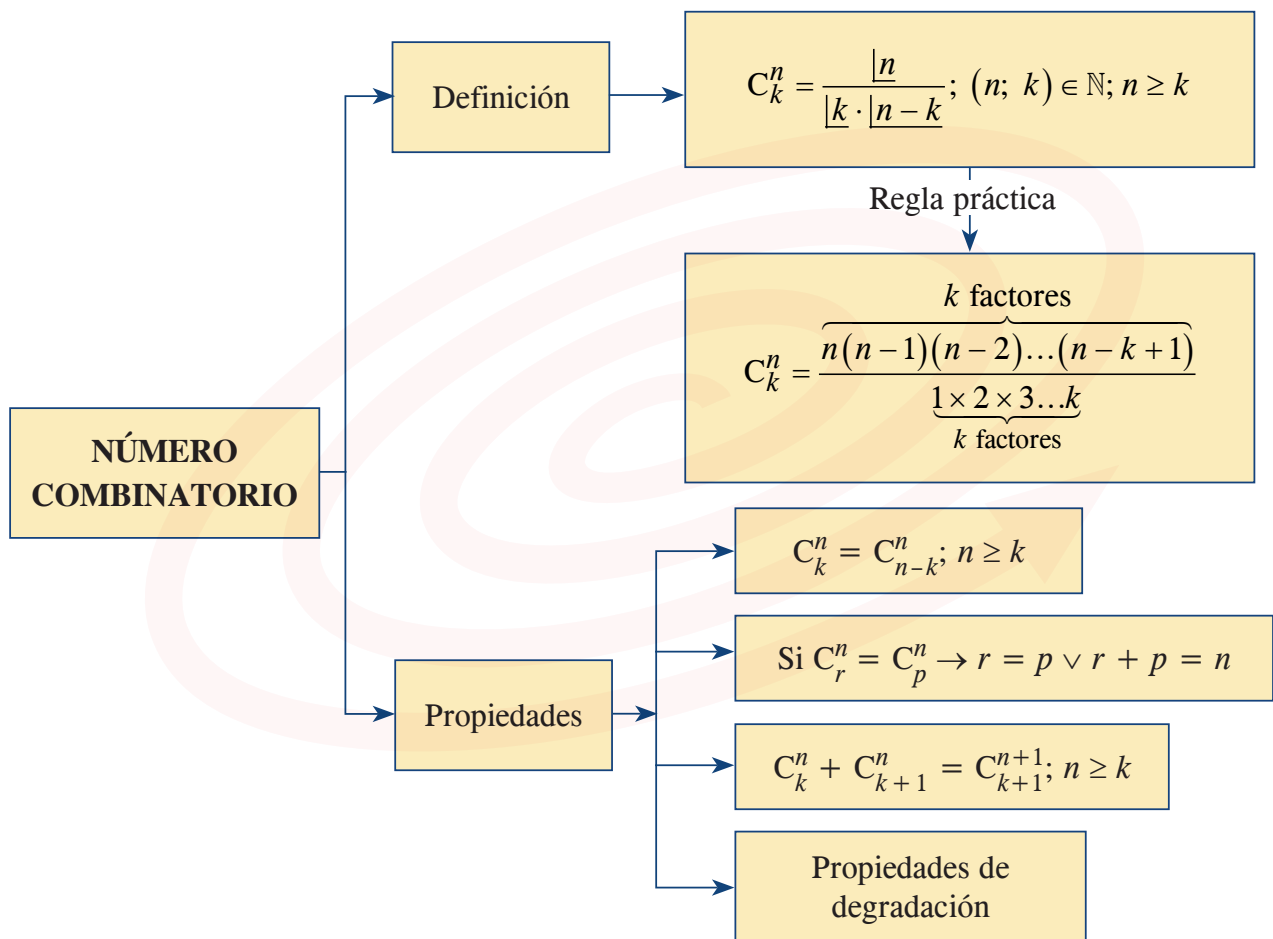 Definición
C^n_k = |n / |k · |n − k ; (n; k) ∈ ℕ; n ≥ k
Regla práctica
k factores
C^n_k = n(n − 1)(n − 2)…(n − k + 1) / 1 × 2 × 3…k
k factores
NÚMERO
COMBINATORIO
Propiedades
C^n_k = C^n_{n−k}; n ≥ k
Si C^n_r = C^n_p → r = p ∨ r + p = n
C^n_k + C^n_{k+1} = C^{n+1}_{k+1}; n ≥ k
Propiedades de
degradación